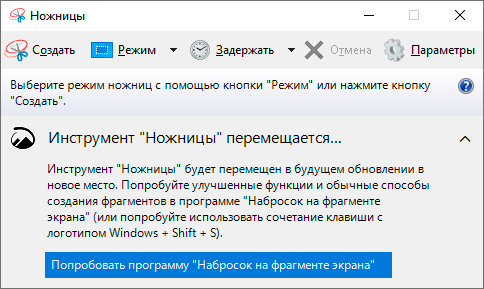 Ножницы
Создать Режим Задержать Отмена Параметры
Выберите режим ножниц с помощью кнопки "Режим" или нажмите кнопку
"Создать".
Инструмент "Ножницы" перемещается...
Инструмент "Ножницы" будет перемещен в будущем обновлении в
новое место. Попробуйте улучшенные функции и обычные способы
создания фрагментов в программе "Набросок на фрагменте
экрана" (или попробуйте использовать сочетание клавиши с
логотипом Windows + Shift + S).
Попробовать программу "Набросок на фрагменте экрана"